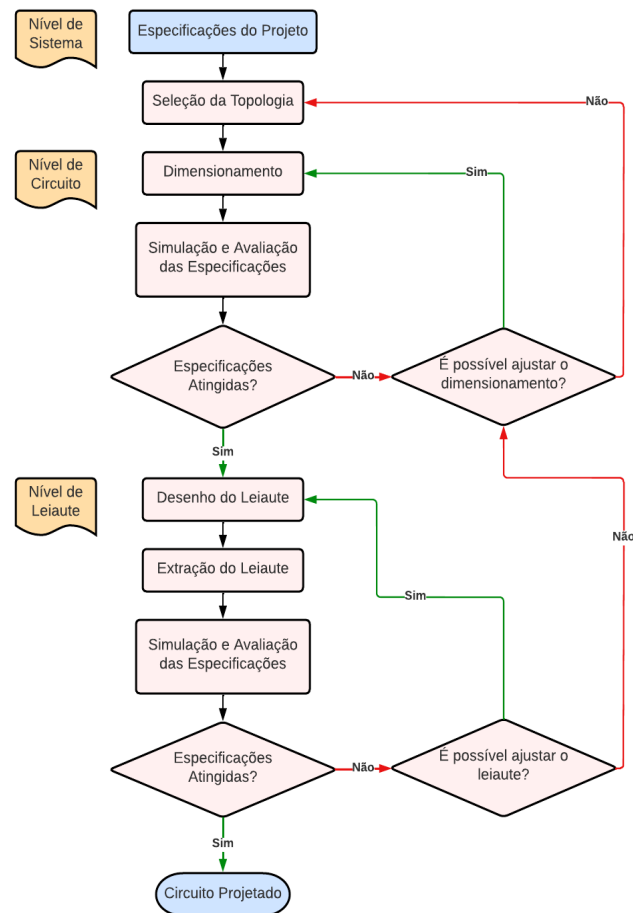 Nível de
Sistema
Especificações do Projeto
Seleção da Topologia
Não
Nível de
Circuito
Dimensionamento
Sim
Simulação e Avaliação
das Especificações
Especificações
Atingidas?
Não
É possível ajustar o
dimensionamento?
Sim
Nível de
Leiaute
Desenho do Leiaute
Não
Extração do Leiaute
Sim
Simulação e Avaliação
das Especificações
Especificações
Atingidas?
Não
É possível ajustar o
leiaute?
Sim
Circuito Projetado